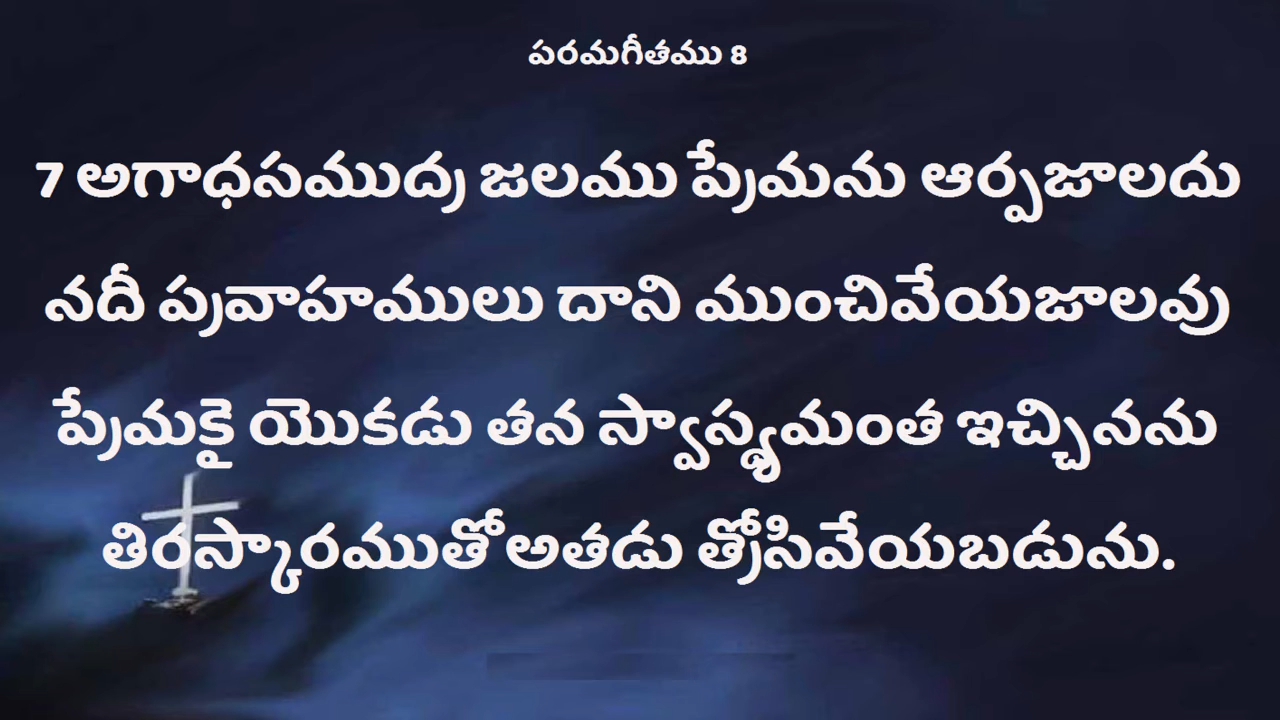 పరమగీతము 8
7 అగాధసముద్ర జలము ప్రేమను ఆర్పజాలదు
నదీ ప్రవాహములు దాని ముంచివేయజాలవు
ప్రేమకై యొకడు తన స్వాస్థ్యమంత ఇచ్చినను
తిరస్కారముతోఅతడు త్రోసివేయబడును.